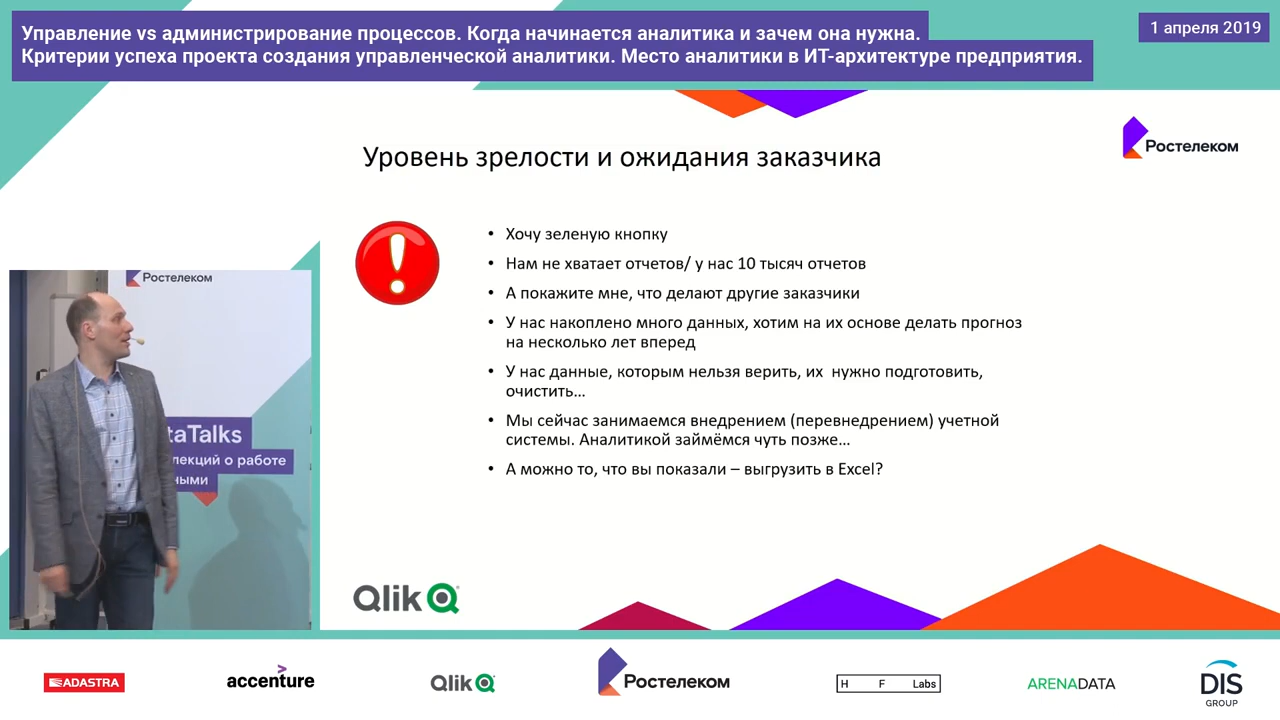 Управление vs администрирование процессов. Когда начинается аналитика и зачем она нужна.
Критерии успеха проекта создания управленческой аналитики. Место аналитики в ИТ-архитектуре предприятия.
1 апреля 2019
Ростелеком
Уровень зрелости и ожидания заказчика
• Хочу зеленую кнопку
• Нам не хватает отчетов/ у нас 10 тысяч отчетов
• А покажите мне, что делают другие заказчики
• У нас накоплено много данных, хотим на их основе делать прогноз
на несколько лет вперед
• У нас данные, которым нельзя верить, их нужно подготовить,
очистить…
• Мы сейчас занимаемся внедрением (перевнедрением) учетной
системы. Аналитикой займёмся чуть позже…
• А можно то, что вы показали – выгрузить в Excel?
Ростелеком
taTalks
лекций о работе
ными
Qlik
ADASTRA
accenture
Qlik
Ростелеком
H F Labs
ARENADATA
DIS
GROUP